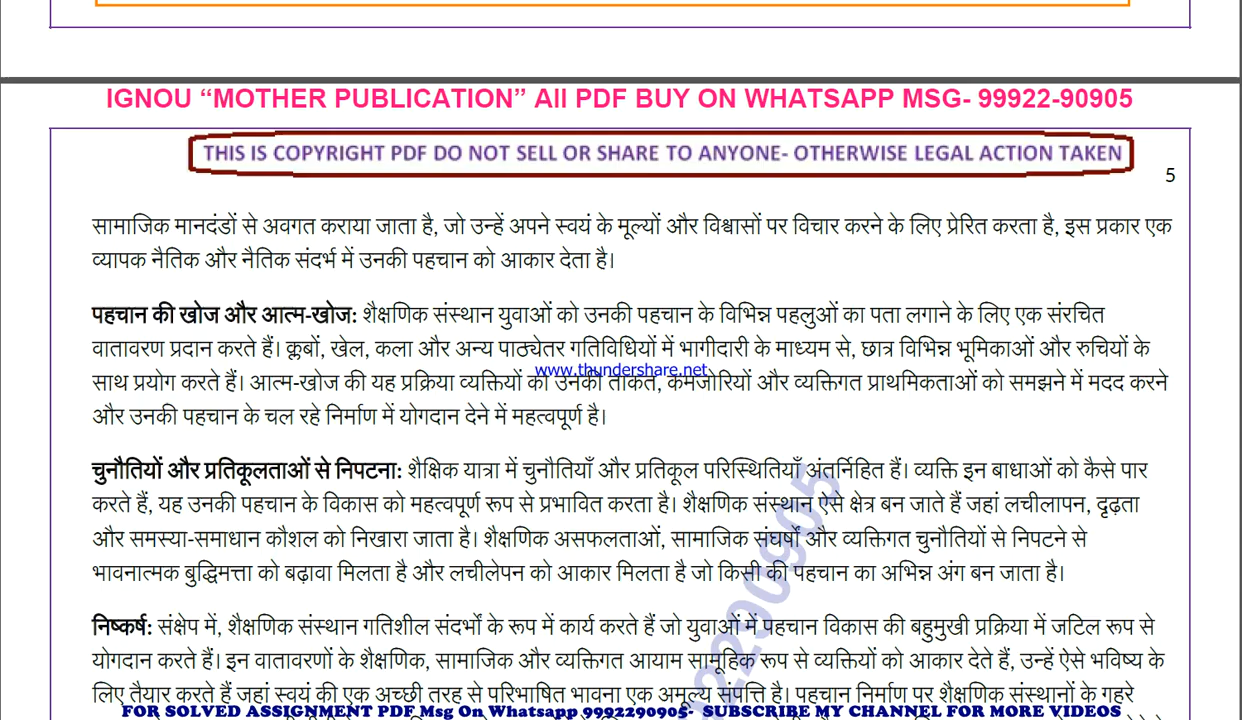 IGNOU “MOTHER PUBLICATION” All PDF BUY ON WHATSAPP MSG- 99922-90905
THIS IS COPYRIGHT PDF DO NOT SELL OR SHARE TO ANYONE- OTHERWISE LEGAL ACTION TAKEN
5
सामाजिक मानदंडों से अवगत कराया जाता है, जो उन्हें अपने स्वयं के मूल्यों और विश्वासों पर विचार करने के लिए प्रेरित करता है, इस प्रकार एक
व्यापक नैतिक और नैतिक संदर्भ में उनकी पहचान को आकार देता है।
पहचान की खोज और आत्म-खोज: शैक्षणिक संस्थान युवाओं को उनकी पहचान के विभिन्न पहलुओं का पता लगाने के लिए एक संरचित
वातावरण प्रदान करते हैं। क्लबों, खेल, कला और अन्य पाठ्येतर गतिविधियों में भागीदारी के माध्यम से, छात्र विभिन्न भूमिकाओं और रुचियों के
www.thundershare.net
साथ प्रयोग करते हैं। आत्म-खोज की यह प्रक्रिया व्यक्तियों को उनकी ताकत, कमजोरियों और व्यक्तिगत प्राथमिकताओं को समझने में मदद करने
और उनकी पहचान के चल रहे निर्माण में योगदान देने में महत्वपूर्ण है।
चुनौतियों और प्रतिकूलताओं से निपटना: शैक्षिक यात्रा में चुनौतियाँ और प्रतिकूल परिस्थितियाँ अंतर्निहित हैं। व्यक्ति इन बाधाओं को कैसे पार
करते हैं, यह उनकी पहचान के विकास को महत्वपूर्ण रूप से प्रभावित करता है। शैक्षणिक संस्थान ऐसे क्षेत्र बन जाते हैं जहां लचीलापन, दृढ़ता
और समस्या-समाधान कौशल को निखारा जाता है। शैक्षणिक असफलताओं, सामाजिक संघर्षों और व्यक्तिगत चुनौतियों से निपटने से
भावनात्मक बुद्धिमत्ता को बढ़ावा मिलता है और लचीलेपन को आकार मिलता है जो किसी की पहचान का अभिन्न अंग बन जाता है।
निष्कर्ष: संक्षेप में, शैक्षणिक संस्थान गतिशील संदर्भों के रूप में कार्य करते हैं जो युवाओं में पहचान विकास की बहुमुखी प्रक्रिया में जटिल रूप से
योगदान करते हैं। इन वातावरणों के शैक्षणिक, सामाजिक और व्यक्तिगत आयाम सामूहिक रूप से व्यक्तियों को आकार देते हैं, उन्हें ऐसे भविष्य के
लिए तैयार करते हैं जहां स्वयं की एक अच्छी तरह से परिभाषित भावना एक अमूल्य संपत्ति है। पहचान निर्माण पर शैक्षणिक संस्थानों के गहरे
FOR SOLVED ASSIGNMENT PDF Msg On Whatsapp 9992290905- SUBSCRIBE MY CHANNEL FOR MORE VIDEOS